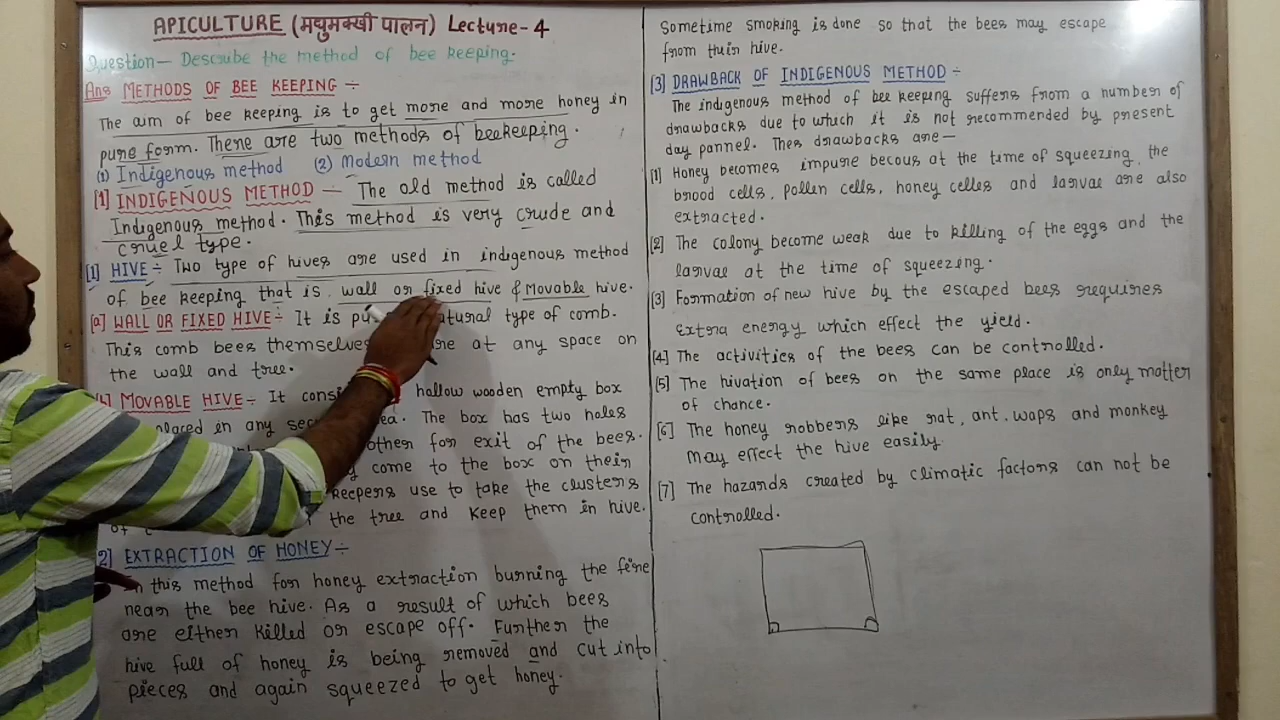 APICULTURE (मधुमक्खी पालन) Lecture-4
Question— Describe the method of bee keeping.
Ans METHODS OF BEE KEEPING ÷
The aim of bee keeping is to get more and more honey in
pure form. There are two methods of beekeeping.
(1) Indigenous method (2) Modern method
[1] INDIGENOUS METHOD — The old method is called
Indigenous method. This method is very crude and
cruel type.
[1] HIVE ÷ Two type of hives are used in indegenous method
of bee keeping that is wall or fixed hive & Movable hive.
[a] WALL OR FIXED HIVE ÷ It is type of comb.
This comb bees themselves at any space on
the wall and tree.
MOVABLE HIVE - It hallow wooden empty box
placed in any The box has two holes
other for exit of the bees.
come to the box on their
keepers use to take the clusters
the tree and keep them in hive.
2] EXTRACTION OF HONEY ÷
In this method for honey extraction burning the fire
near the bee hive. As a result of which bees
are either killed or escape off. Further the
hive full of honey is being removed and cut into
pieces and again squeezed to get honey.
Sometime smoking is done so that the bees may escape
from their hive.
[3] DRAWBACK OF INDIGENOUS METHOD ÷
The indigenous method of bee keeping suffers from a number of
drawbacks due to which it is not recommended by present
day pannel. Thes drawbacks are —
[1] Honey becomes impure becous at the time of squeezing, the
brood cells, pollen cells, honey celles and larvae are also
extracted.
[2] The colony become weak due to killing of the eggs and the
larvae at the time of squeezing.
[3] Formation of new hive by the escaped bees requires
Extra energy which effect the yield.
[4] The activities of the bees can be controlled.
[5] The hivation of bees on the same place is only matter
of chance.
[6] The honey robbers like rat, ant, waps and monkey
may effect the hive easily.
[7] The hazards created by climatic factors can not be
controlled.